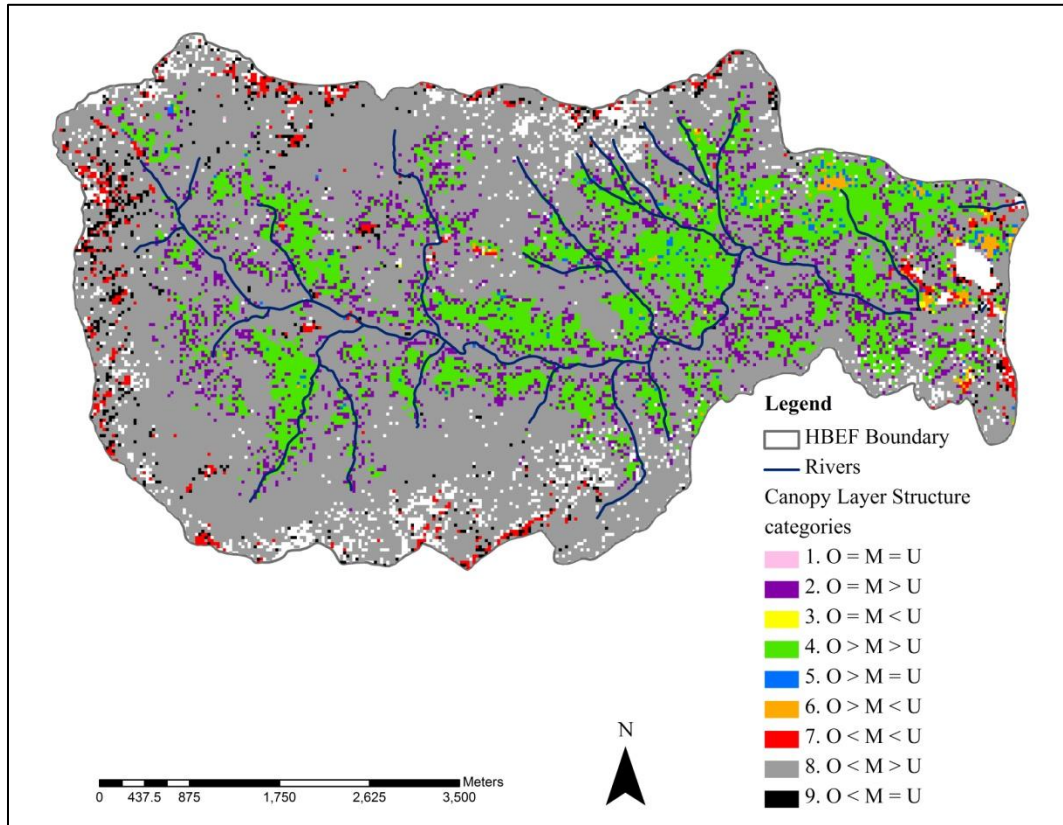 Legend
HBEF Boundary
Rivers
Canopy Layer Structure
categories
1. O = M = U
2. O = M > U
3. O = M < U
4. O > M > U
5. O > M = U
6. O > M < U
7. O < M < U
8. O < M > U
9. O < M = U
N
Meters
0 437.5 875 1,750 2,625 3,500